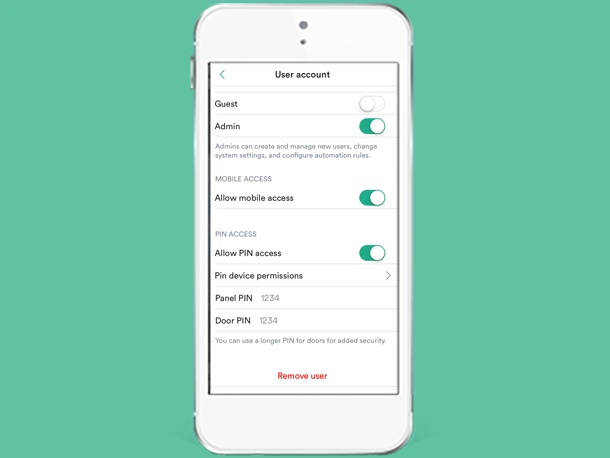 User account
Guest
Admin
Admins can create and manage new users, change
system settings, and configure automation rules.
MOBILE ACCESS
Allow mobile access
PIN ACCESS
Allow PIN access
Pin device permissions
Panel PIN 1234
Door PIN 1234
You can use a longer PIN for doors for added security.
Remove user